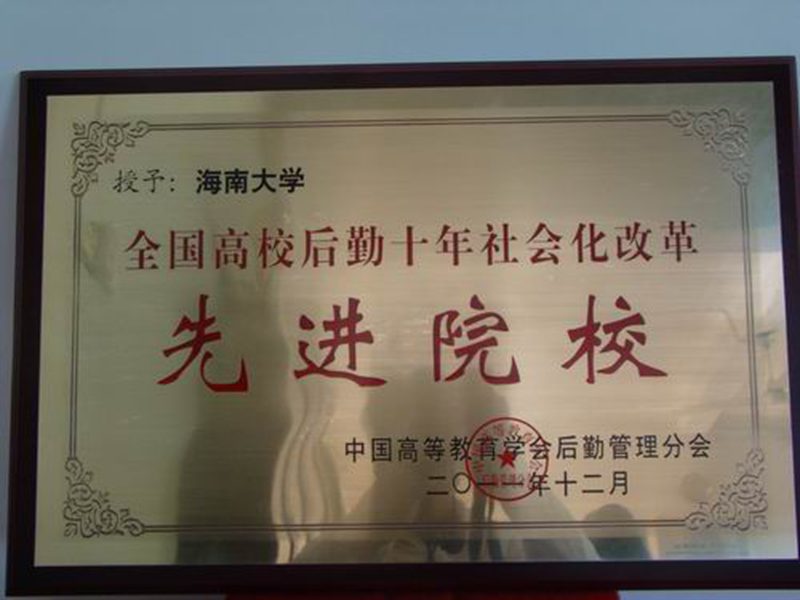 授予：海南大学
全国高校后勤十年社会化改革
先进院校
中国高等教育学会后勤管理分会
二〇一 年十二月